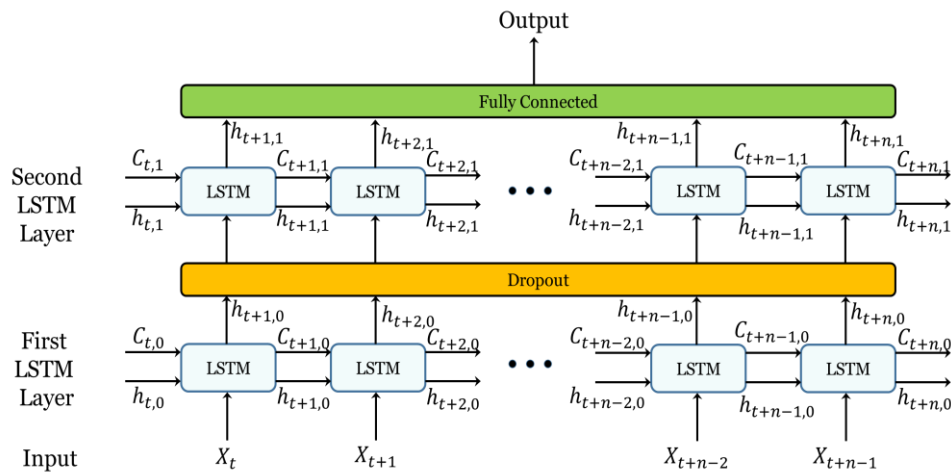 Output
Fully Connected
h_{t+1,1} h_{t+2,1} h_{t+n−1,1} h_{t+n,1}
C_{t,1} C_{t+1,1} C_{t+2,1} C_{t+n−2,1} C_{t+n−1,1} C_{t+n,1}
Second
LSTM
Layer
LSTM LSTM ••• LSTM LSTM
h_{t,1} h_{t+1,1} h_{t+2,1} h_{t+n−2,1} h_{t+n−1,1} h_{t+n,1}
Dropout
h_{t+1,0} h_{t+2,0} h_{t+n−1,0} h_{t+n,0}
C_{t,0} C_{t+1,0} C_{t+2,0} C_{t+n−2,0} C_{t+n−1,0} C_{t+n,0}
First
LSTM
Layer
LSTM LSTM ••• LSTM LSTM
h_{t,0} h_{t+1,0} h_{t+2,0} h_{t+n−2,0} h_{t+n−1,0} h_{t+n,0}
Input X_t X_{t+1} X_{t+n−2} X_{t+n−1}